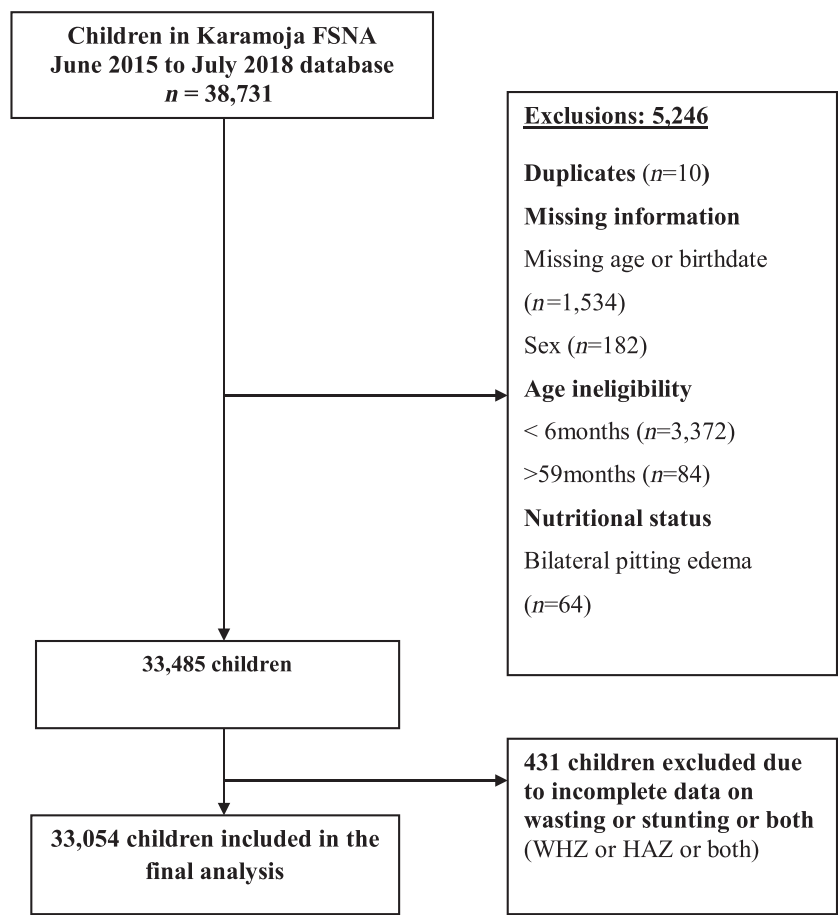 Children in Karamoja FSNA
June 2015 to July 2018 database
n = 38,731
Exclusions: 5,246
Duplicates (n=10)
Missing information
Missing age or birthdate
(n=1,534)
Sex (n=182)
Age ineligibility
< 6months (n=3,372)
>59months (n=84)
Nutritional status
Bilateral pitting edema
(n=64)
33,485 children
431 children excluded due
to incomplete data on
wasting or stunting or both
(WHZ or HAZ or both)
33,054 children included in the
final analysis